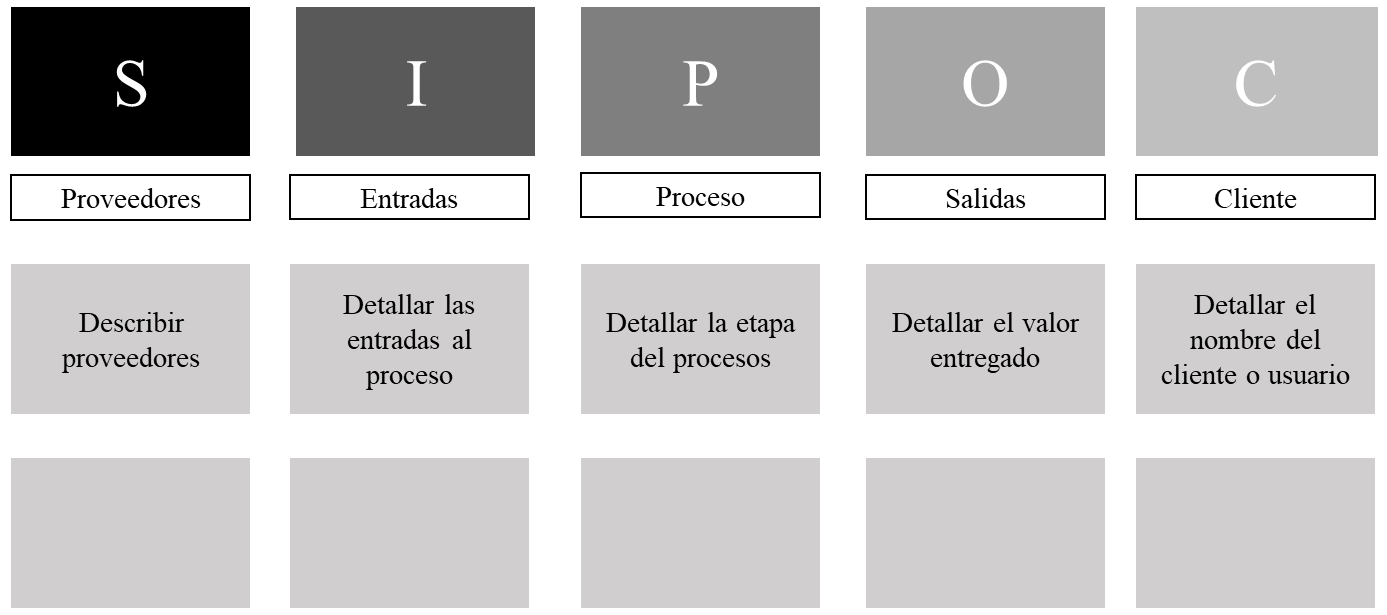 S
I
P
O
C
Proveedores
Entradas
Proceso
Salidas
Cliente
Describir
proveedores
Detallar las
entradas al
proceso
Detallar la etapa
del procesos
Detallar el valor
entregado
Detallar el
nombre del
cliente o usuario